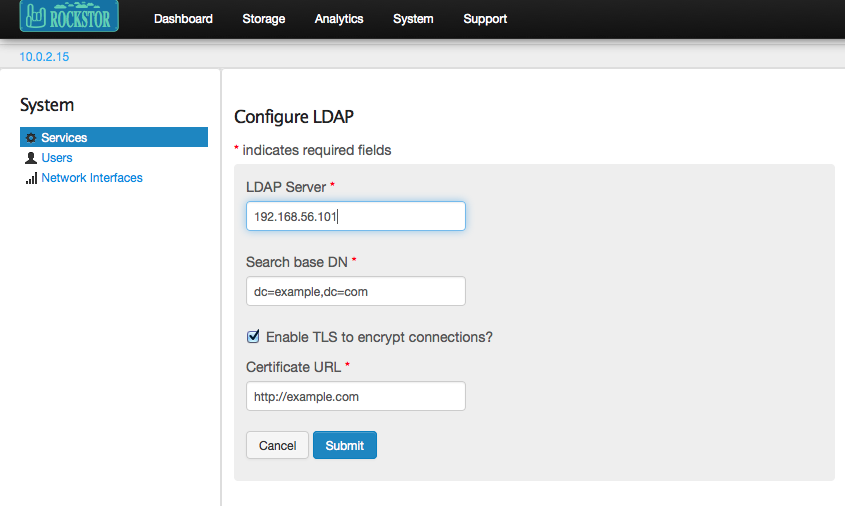 ROCKSTOR
Dashboard Storage Analytics System Support
10.0.2.15
System
Services
Users
Network Interfaces
Configure LDAP
* indicates required fields
LDAP Server *
192.168.56.101
Search base DN *
dc=example,dc=com
Enable TLS to encrypt connections?
Certificate URL *
http://example.com
Cancel Submit